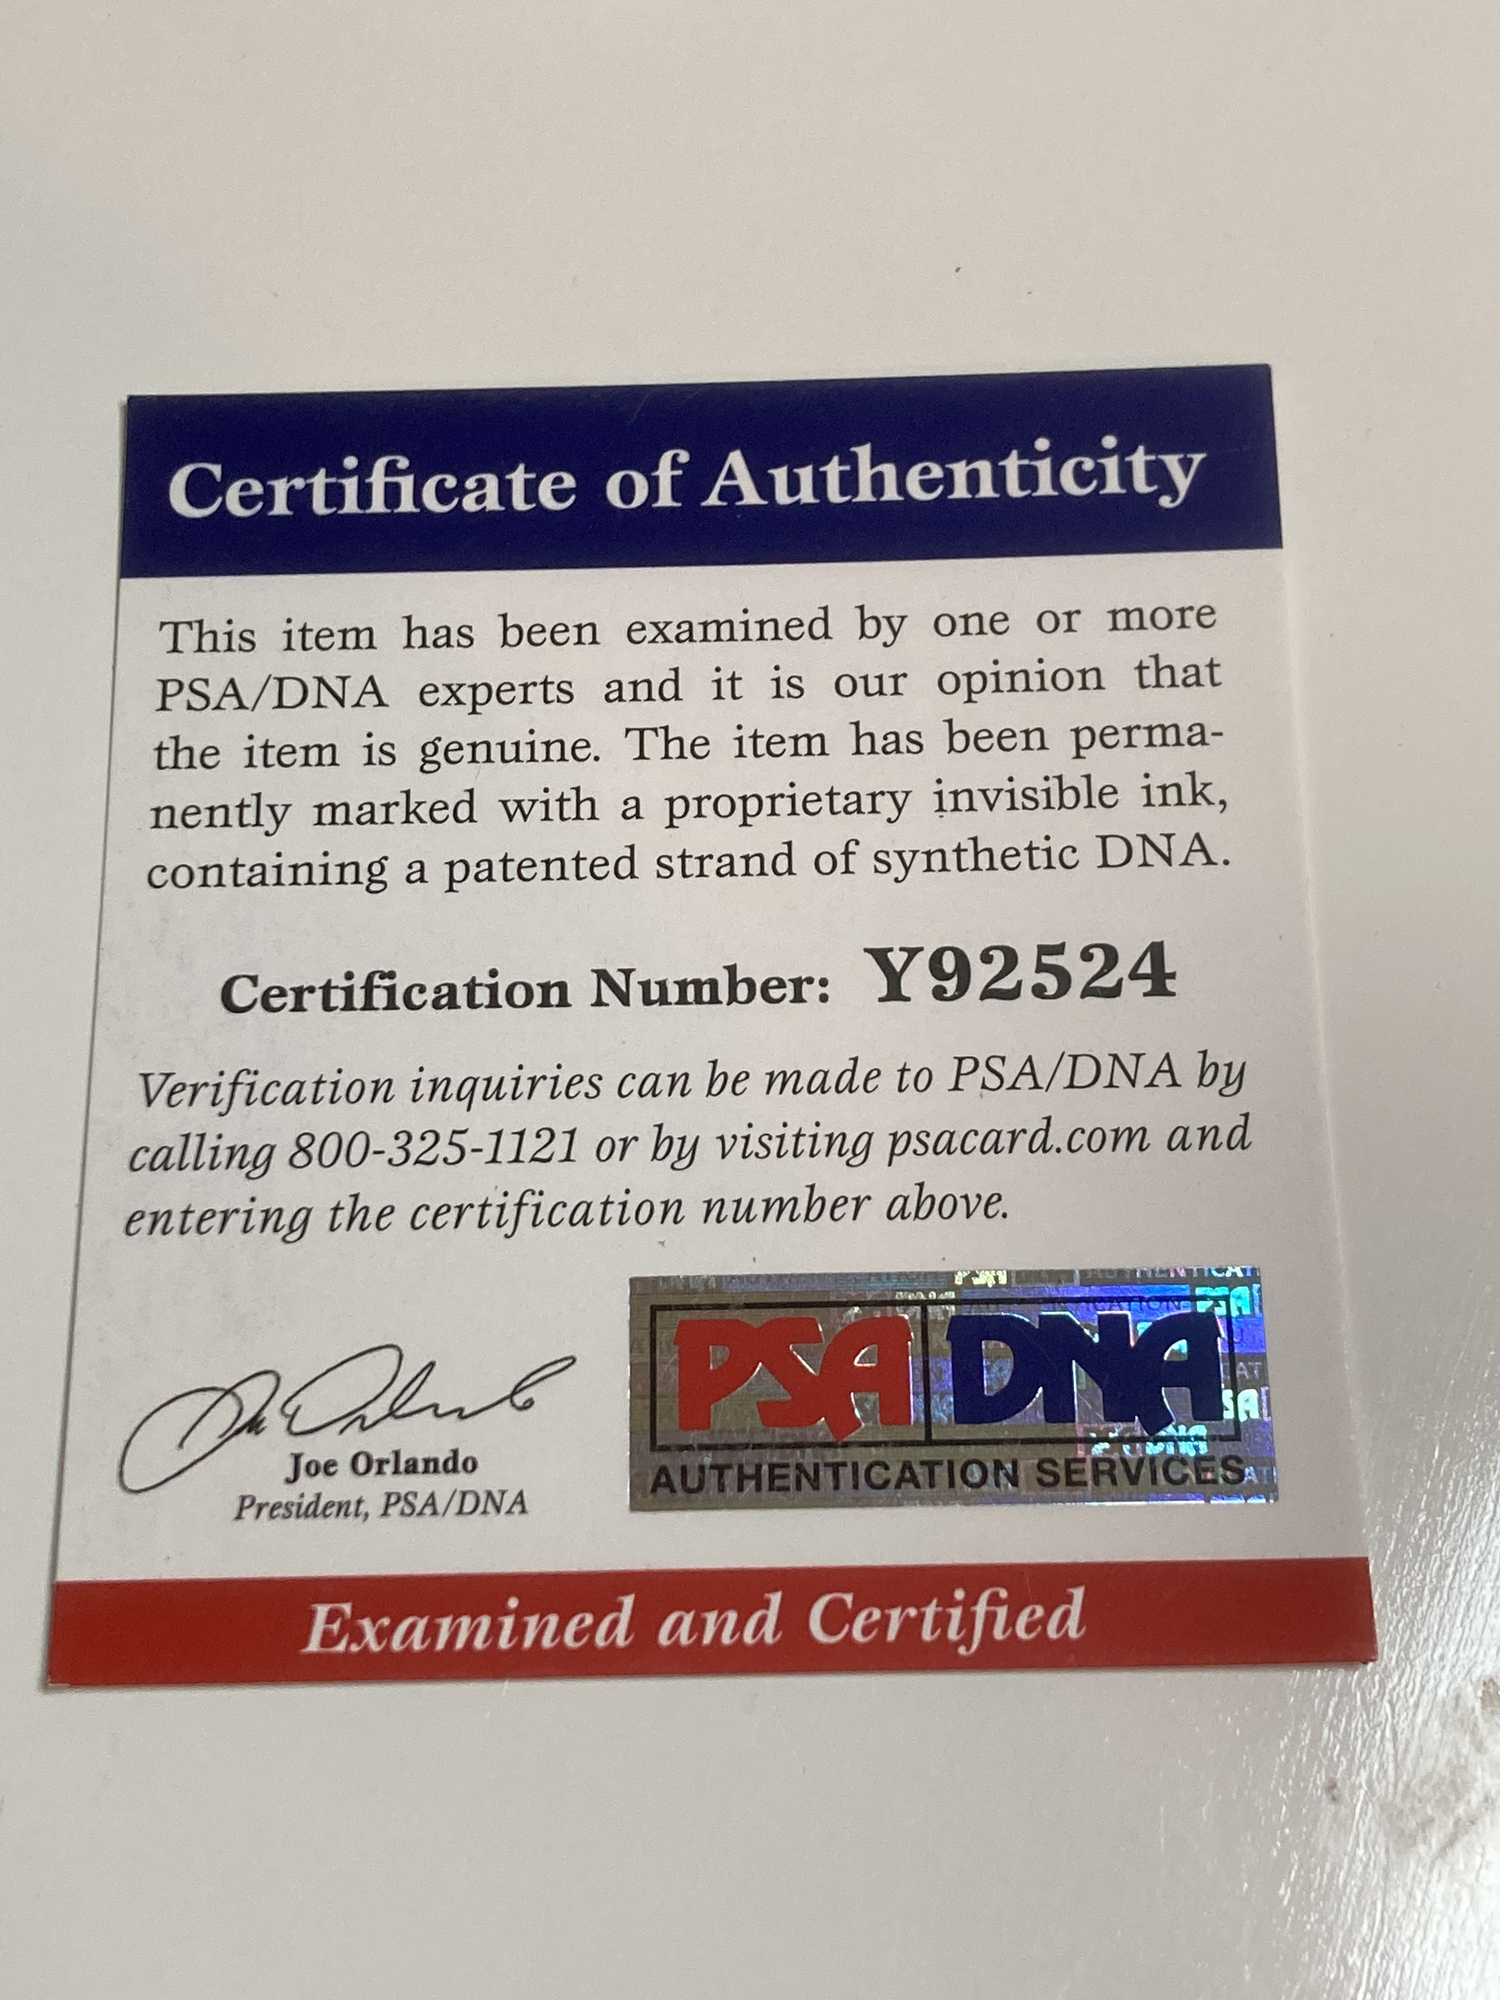 Certificate of Authenticity
This item has been examined by one or more
PSA/DNA experts and it is our opinion that
the item is genuine. The item has been perma-
nently marked with a proprietary invisible ink,
containing a patented strand of synthetic DNA.
Certification Number: Y92524
Verification inquiries can be made to PSA/DNA by
calling 800-325-1121 or by visiting psacard.com and
entering the certification number above.
Joe Orlando
President, PSA/DNA
PSA DNA
AUTHENTICATION SERVICES
Examined and Certified